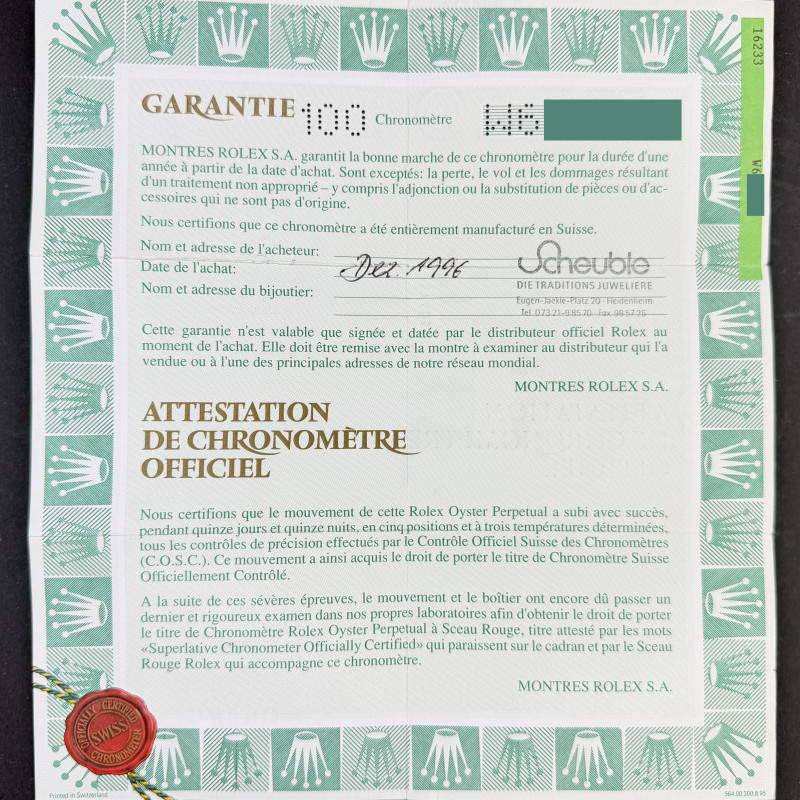 16233
W6
GARANTIE 100 Chronomètre W6
MONTRES ROLEX S.A. garantit la bonne marche de ce chronomètre pour la durée d'une
année à partir de la date d'achat. Sont exceptés: la perte, le vol et les dommages résultant
d'un traitement non approprié – y compris l'adjonction ou la substitution de pièces ou d'ac-
cessoires qui ne sont pas d'origine.
Nous certifions que ce chronomètre a été entièrement manufacturé en Suisse.
Nom et adresse de l'acheteur:
Date de l'achat: Dez. 1996
Nom et adresse du bijoutier:
Scheuble
DIE TRADITIONS JUWELIERE
Eugen-Jäckle-Platz 20 · Heidenheim
Tel. 07321-98570 · Fax 985726
Cette garantie n'est valable que signée et datée par le distributeur officiel Rolex au
moment de l'achat. Elle doit être remise avec la montre à examiner au distributeur qui l'a
vendue ou à l'une des principales adresses de notre réseau mondial.
MONTRES ROLEX S.A.
ATTESTATION
DE CHRONOMÈTRE
OFFICIEL
Nous certifions que le mouvement de cette Rolex Oyster Perpetual a subi avec succès,
pendant quinze jours et quinze nuits, en cinq positions et à trois températures déterminées,
tous les contrôles de précision effectués par le Contrôle Officiel Suisse des Chronomètres
(C.O.S.C.). Ce mouvement a ainsi acquis le droit de porter le titre de Chronomètre Suisse
Officiellement Contrôlé.
A la suite de ces sévères épreuves, le mouvement et le boîtier ont encore dû passer un
dernier et rigoureux examen dans nos propres laboratoires afin d'obtenir le droit de porter
le titre de Chronomètre Rolex Oyster Perpetual à Sceau Rouge, titre attesté par les mots
«Superlative Chronometer Officially Certified» qui paraissent sur le cadran et par le Sceau
Rouge Rolex qui accompagne ce chronomètre.
MONTRES ROLEX S.A.
OFFICIALLY CERTIFIED
SWISS
CHRONOMETER
Printed in Switzerland
564.00.300.8.95